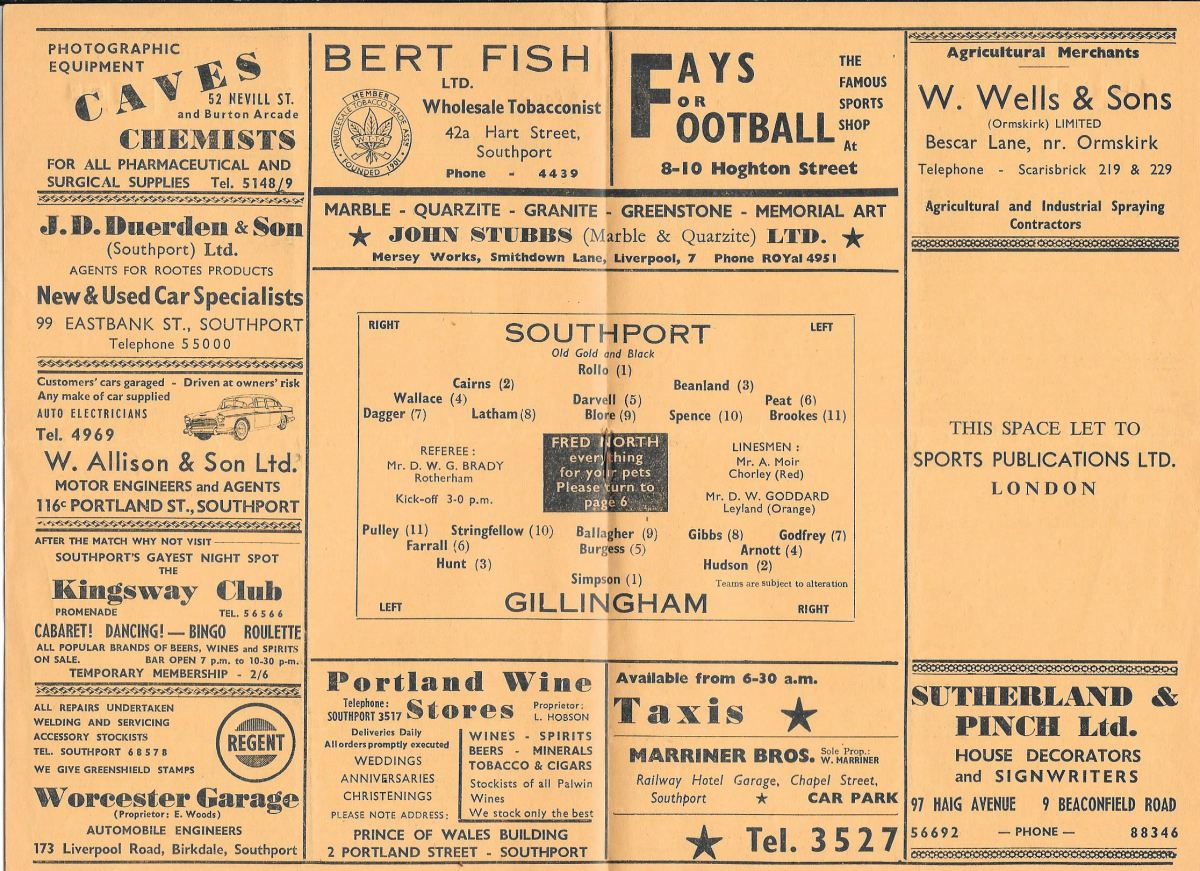 PHOTOGRAPHIC
EQUIPMENT
CAVES
52 NEVILL ST.
and Burton Arcade
CHEMISTS
FOR ALL PHARMACEUTICAL AND
SURGICAL SUPPLIES Tel. 5148/9
J. D. Duerden & Son
(Southport) Ltd.
AGENTS FOR ROOTES PRODUCTS
New & Used Car Specialists
99 EASTBANK ST., SOUTHPORT
Telephone 55000
Customers' cars garaged - Driven at owners' risk
Any make of car supplied
AUTO ELECTRICIANS
Tel. 4969
W. Allison & Son Ltd.
MOTOR ENGINEERS and AGENTS
116c PORTLAND ST., SOUTHPORT
AFTER THE MATCH WHY NOT VISIT
SOUTHPORT'S GAYEST NIGHT SPOT
THE
Kingsway Club
PROMENADE TEL. 56566
CABARET! DANCING! — BINGO ROULETTE
ALL POPULAR BRANDS OF BEERS, WINES and SPIRITS
ON SALE. BAR OPEN 7 p.m. to 10-30 p-m.
TEMPORARY MEMBERSHIP - 2/6
ALL REPAIRS UNDERTAKEN
WELDING AND SERVICING
ACCESSORY STOCKISTS
TEL. SOUTHPORT 68578
WE GIVE GREENSHIELD STAMPS
REGENT
Worcester Garage
(Proprietor: E. Woods)
AUTOMOBILE ENGINEERS
173 Liverpool Road, Birkdale, Southport
BERT FISH
LTD.
MEMBER
WHOLESALE TOBACCO TRADE ASSN
W.T.T.A
FOUNDED 1901
Wholesale Tobacconist
42a Hart Street,
Southport
Phone - 4439
FAYS
FOR
FOOTBALL
THE
FAMOUS
SPORTS
SHOP
At
8-10 Hoghton Street
MARBLE - QUARZITE - GRANITE - GREENSTONE - MEMORIAL ART
★ JOHN STUBBS (Marble & Quarzite) LTD. ★
Mersey Works, Smithdown Lane, Liverpool, 7 Phone ROYal 4951
RIGHT SOUTHPORT LEFT
Old Gold and Black
Rollo (1)
Cairns (2) Beanland (3)
Wallace (4) Darvell (5) Peat (6)
Dagger (7) Latham (8) Blore (9) Spence (10) Brookes (11)
REFEREE :
Mr. D. W. G. BRADY
Rotherham
Kick-off 3-0 p.m.
FRED NORTH
everything
for your pets
Please turn to
page 6
LINESMEN :
Mr. A. Moir
Chorley (Red)
Mr. D. W. GODDARD
Leyland (Orange)
Pulley (11) Stringfellow (10) Ballagher (9) Gibbs (8) Godfrey (7)
Farrall (6) Burgess (5) Arnott (4)
Hunt (3) Hudson (2)
Simpson (1) Teams are subject to alteration
LEFT GILLINGHAM RIGHT
Portland Wine
Telephone:
SOUTHPORT 3517
Stores
Proprietor:
L. HOBSON
Deliveries Daily
All orders promptly executed
WEDDINGS
ANNIVERSARIES
CHRISTENINGS
PLEASE NOTE ADDRESS:
WINES - SPIRITS
BEERS - MINERALS
TOBACCO & CIGARS
Stockists of all Palwin
Wines
We stock only the best
PRINCE OF WALES BUILDING
2 PORTLAND STREET - SOUTHPORT
Available from 6-30 a.m.
Taxis ★
MARRINER BROS. Sole Prop.:
W. MARRINER
Railway Hotel Garage, Chapel Street,
Southport ★ CAR PARK
★ Tel. 3527
Agricultural Merchants
W. Wells & Sons
(Ormskirk) LIMITED
Bescar Lane, nr. Ormskirk
Telephone - Scarisbrick 219 & 229
Agricultural and Industrial Spraying
Contractors
THIS SPACE LET TO
SPORTS PUBLICATIONS LTD.
LONDON
SUTHERLAND &
PINCH Ltd.
HOUSE DECORATORS
and SIGNWRITERS
97 HAIG AVENUE 9 BEACONFIELD ROAD
56692 — PHONE — 88346